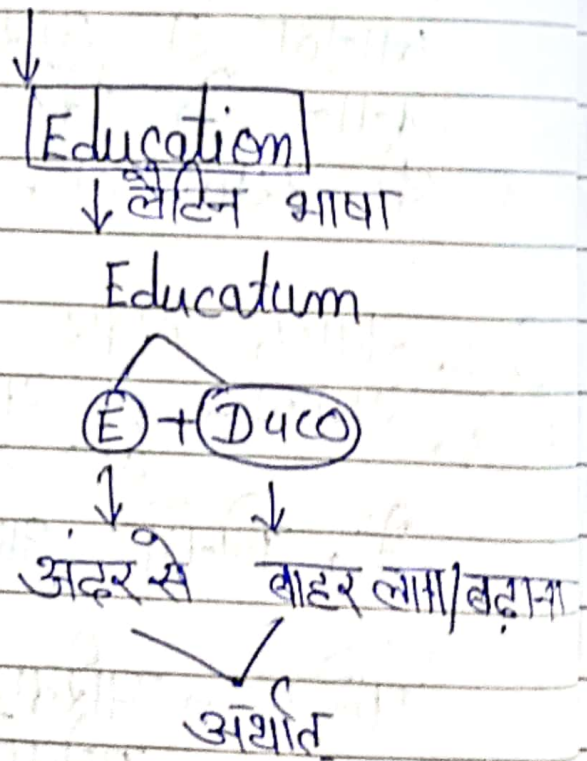 Education
लैटिन भाषा
Educatum
E + Duco
अंदर से बाहर लाना/बढ़ाना
अर्थात